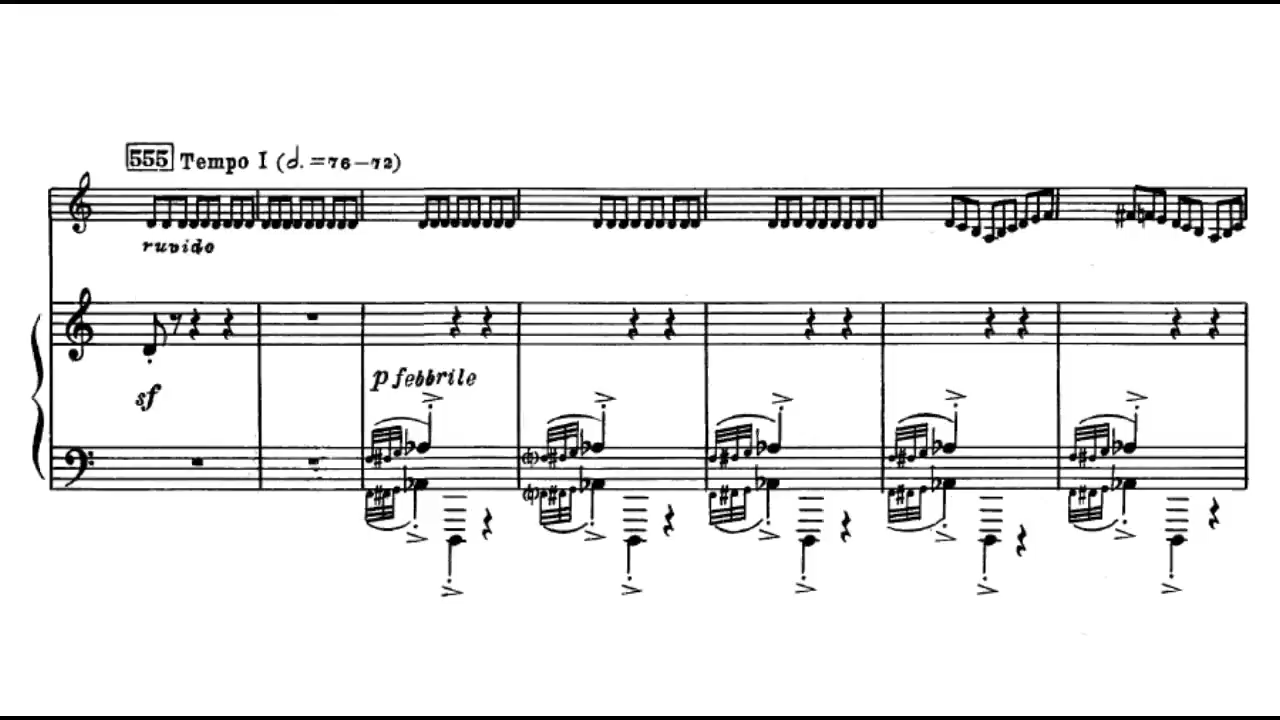 555 Tempo I (𝅗𝅥. = 76–72)
ruvido
sf
p febbrile